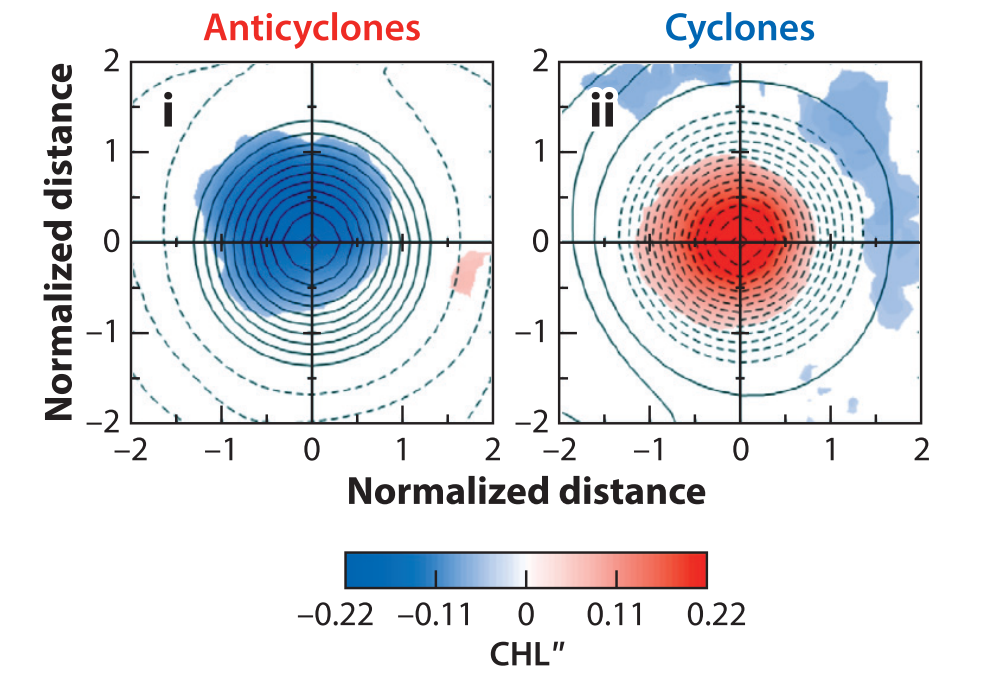 Anticyclones
Cyclones
Normalized distance
2
1
0
−1
−2
i
−2 −1 0 1 2
2
1
0
−1
−2
ii
−2 −1 0 1 2
Normalized distance
−0.22 −0.11 0 0.11 0.22
CHL″